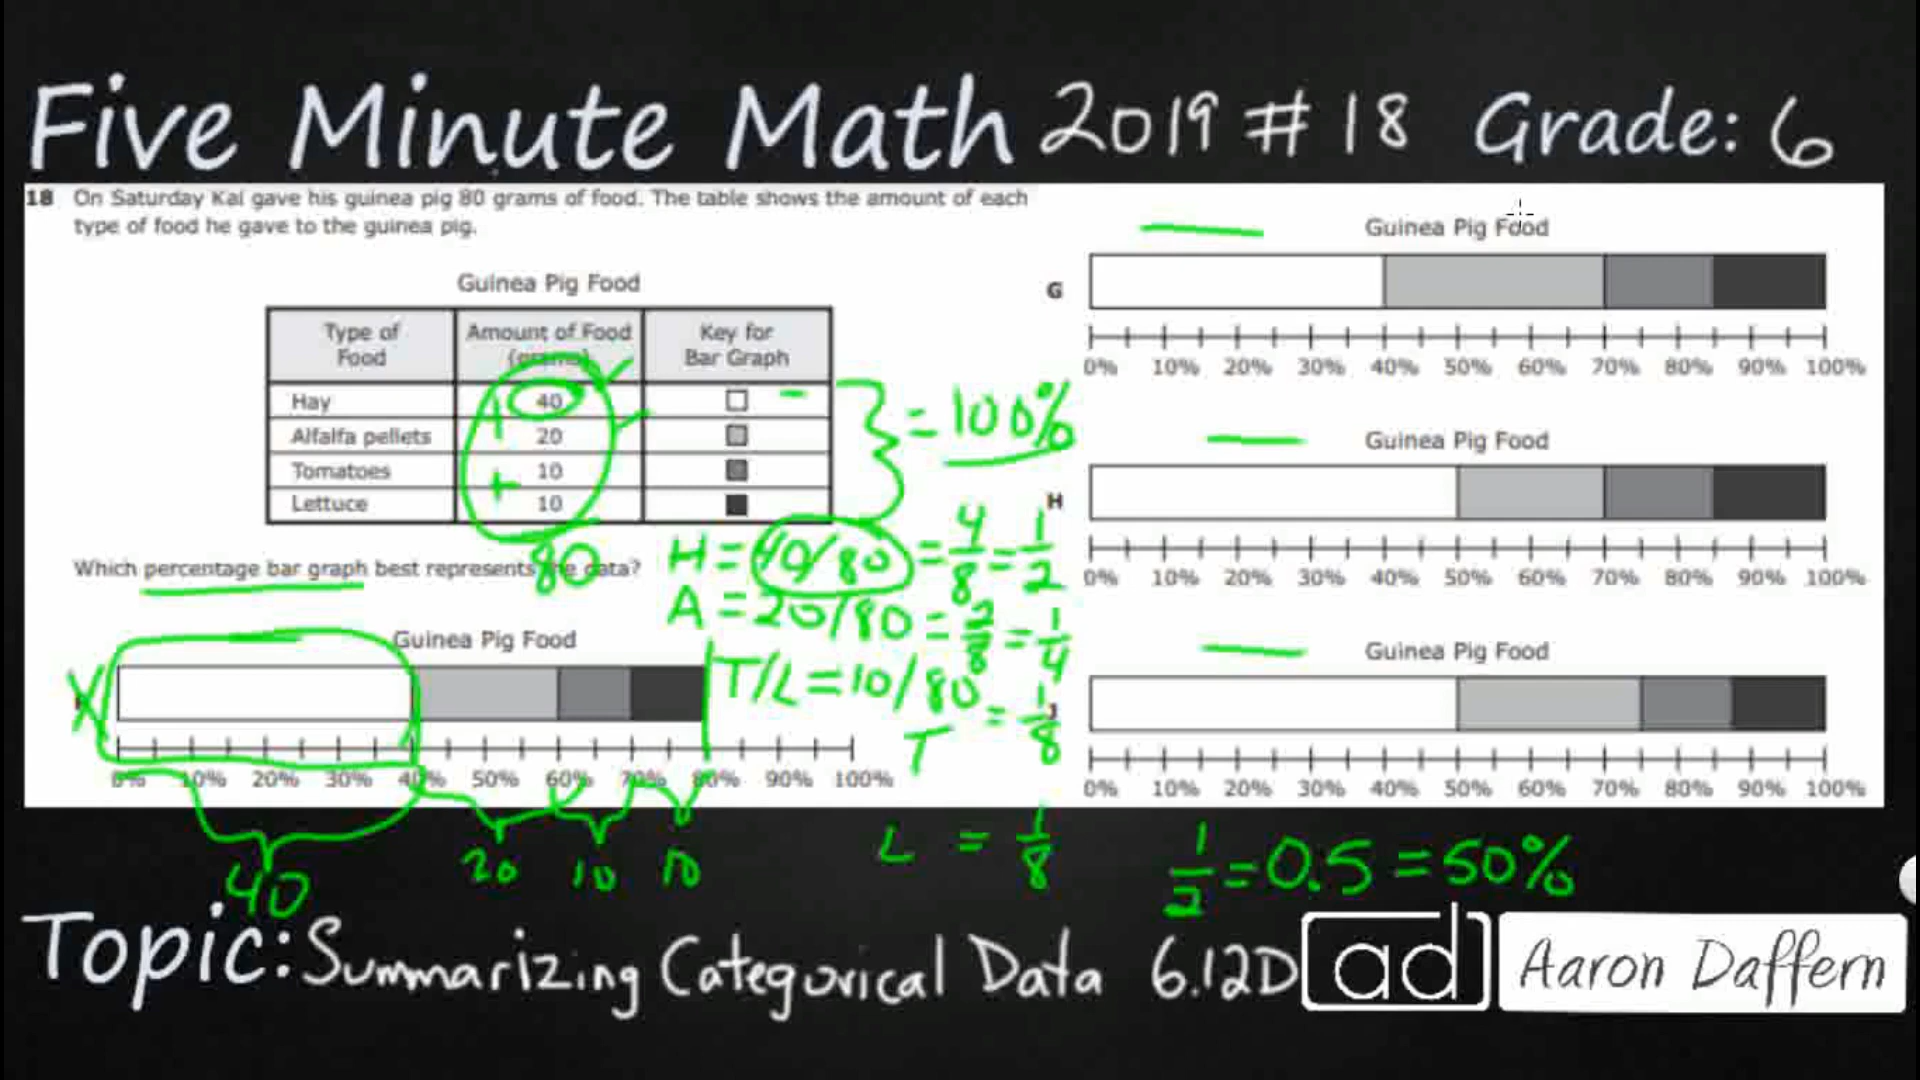 Five Minute Math 2019 # 18 Grade: 6
18 On Saturday Kai gave his guinea pig 80 grams of food. The table shows the amount of each
type of food he gave to the guinea pig.
Guinea Pig Food
Type of Food Amount of Food (grams) Key for Bar Graph
Hay 40
Alfalfa pellets 20
Tomatoes 10
Lettuce 10
+
+
80
= 100%
Which percentage bar graph best represents the data?
H = 40/80 = 4/8 = 1/2
A = 20/80 = 2/8 = 1/4
T/L = 10/80
T = 1/8
L = 1/8
Guinea Pig Food
X
0% 10% 20% 30% 40% 50% 60% 70% 80% 90% 100%
40 20 10 10
Guinea Pig Food
G
0% 10% 20% 30% 40% 50% 60% 70% 80% 90% 100%
Guinea Pig Food
H
0% 10% 20% 30% 40% 50% 60% 70% 80% 90% 100%
Guinea Pig Food
J
0% 10% 20% 30% 40% 50% 60% 70% 80% 90% 100%
1/2 = 0.5 = 50%
Topic: Summarizing Categorical Data 6.12D
ad Aaron Daffern